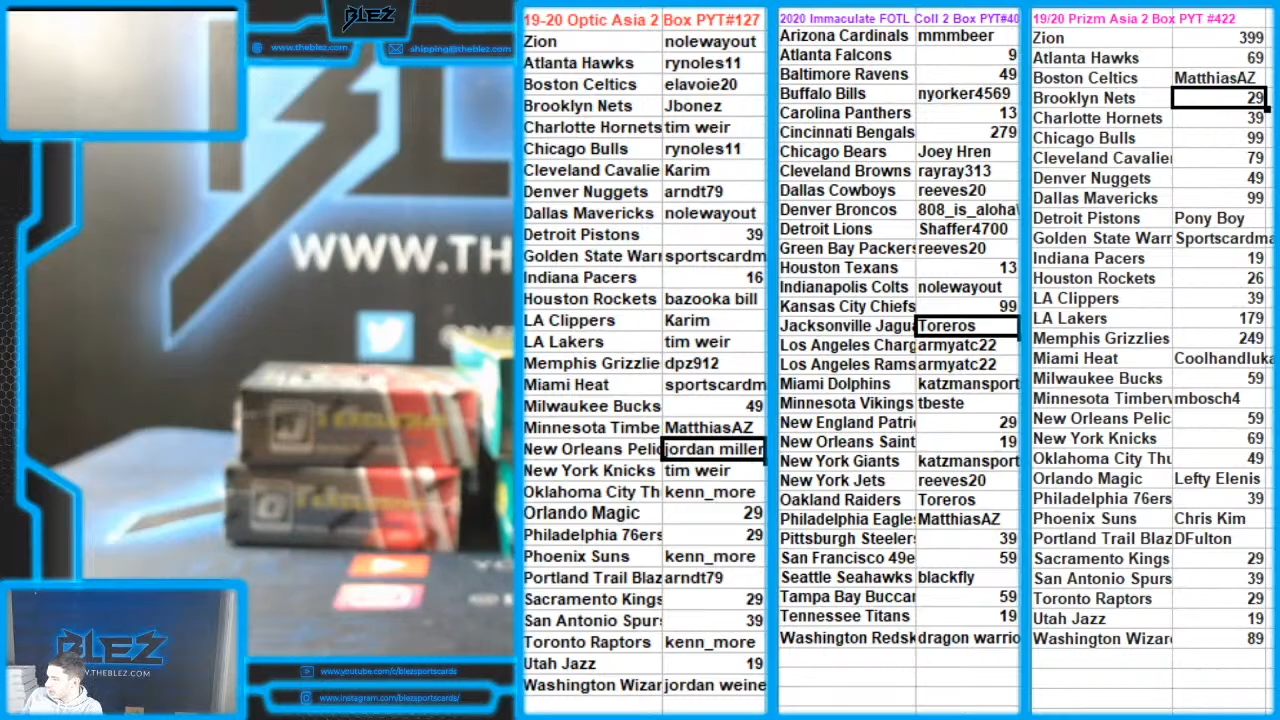 BLEZ
www.theblez.com
shipping@theblez.com
WWW.TH
19-20 Optic Asia 2 Box PYT#127
Zion nolewayout
Atlanta Hawks rynoles11
Boston Celtics elavoie20
Brooklyn Nets Jbonez
Charlotte Hornets tim weir
Chicago Bulls rynoles11
Cleveland Cavalie Karim
Denver Nuggets arndt79
Dallas Mavericks nolewayout
Detroit Pistons 39
Golden State Warr sportscardm
Indiana Pacers 16
Houston Rockets bazooka bill
LA Clippers Karim
LA Lakers tim weir
Memphis Grizzlie dpz912
Miami Heat sportscardm
Milwaukee Bucks 49
Minnesota Timbe MatthiasAZ
New Orleans Pelic jordan miller
New York Knicks tim weir
Oklahoma City Th kenn_more
Orlando Magic 29
Philadelphia 76ers 29
Phoenix Suns kenn_more
Portland Trail Blaz arndt79
Sacramento Kings 29
San Antonio Spurs 39
Toronto Raptors kenn_more
Utah Jazz 19
Washington Wizar jordan weine
2020 Immaculate FOTL Coll 2 Box PYT#40
Arizona Cardinals mmmbeer
Atlanta Falcons 9
Baltimore Ravens 49
Buffalo Bills nyorker4569
Carolina Panthers 13
Cincinnati Bengals 279
Chicago Bears Joey Hren
Cleveland Browns rayray313
Dallas Cowboys reeves20
Denver Broncos 808_is_aloha
Detroit Lions Shaffer4700
Green Bay Packers reeves20
Houston Texans 13
Indianapolis Colts nolewayout
Kansas City Chiefs 99
Jacksonville Jagua Toreros
Los Angeles Charg armyatc22
Los Angeles Rams armyatc22
Miami Dolphins katzmansport
Minnesota Vikings tbeste
New England Patri 29
New Orleans Saint 19
New York Giants katzmansport
New York Jets reeves20
Oakland Raiders Toreros
Philadelphia Eagle MatthiasAZ
Pittsburgh Steeler 39
San Francisco 49e 59
Seattle Seahawks blackfly
Tampa Bay Buccar 59
Tennessee Titans 19
Washington Redsk dragon warrio
19/20 Prizm Asia 2 Box PYT #422
Zion 399
Atlanta Hawks 69
Boston Celtics MatthiasAZ
Brooklyn Nets 29
Charlotte Hornets 39
Chicago Bulls 99
Cleveland Cavalier 79
Denver Nuggets 49
Dallas Mavericks 99
Detroit Pistons Pony Boy
Golden State Warr Sportscardma
Indiana Pacers 19
Houston Rockets 26
LA Clippers 39
LA Lakers 179
Memphis Grizzlies 249
Miami Heat Coolhandluka
Milwaukee Bucks 59
Minnesota Timberv mbosch4
New Orleans Pelic 59
New York Knicks 69
Oklahoma City Thu 49
Orlando Magic Lefty Elenis
Philadelphia 76ers 39
Phoenix Suns Chris Kim
Portland Trail Blaz DFulton
Sacramento Kings 29
San Antonio Spurs 39
Toronto Raptors 29
Utah Jazz 19
Washington Wizard 89
BLEZ
W.THEBLEZ.COM
www.youtube.com/c/blezsportscards
www.instagram.com/blezsportscards/